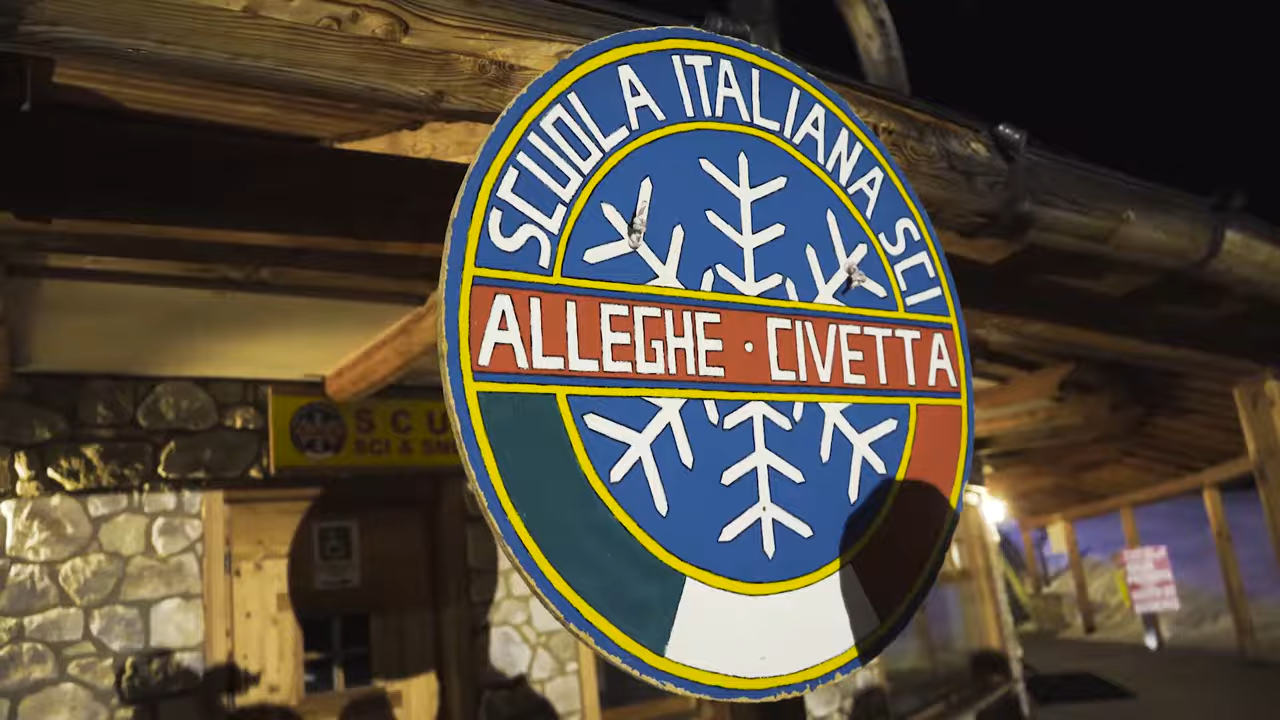 SCUOLA ITALIANA SCI
ALLEGHE · CIVETTA
SCU
SCI & SN